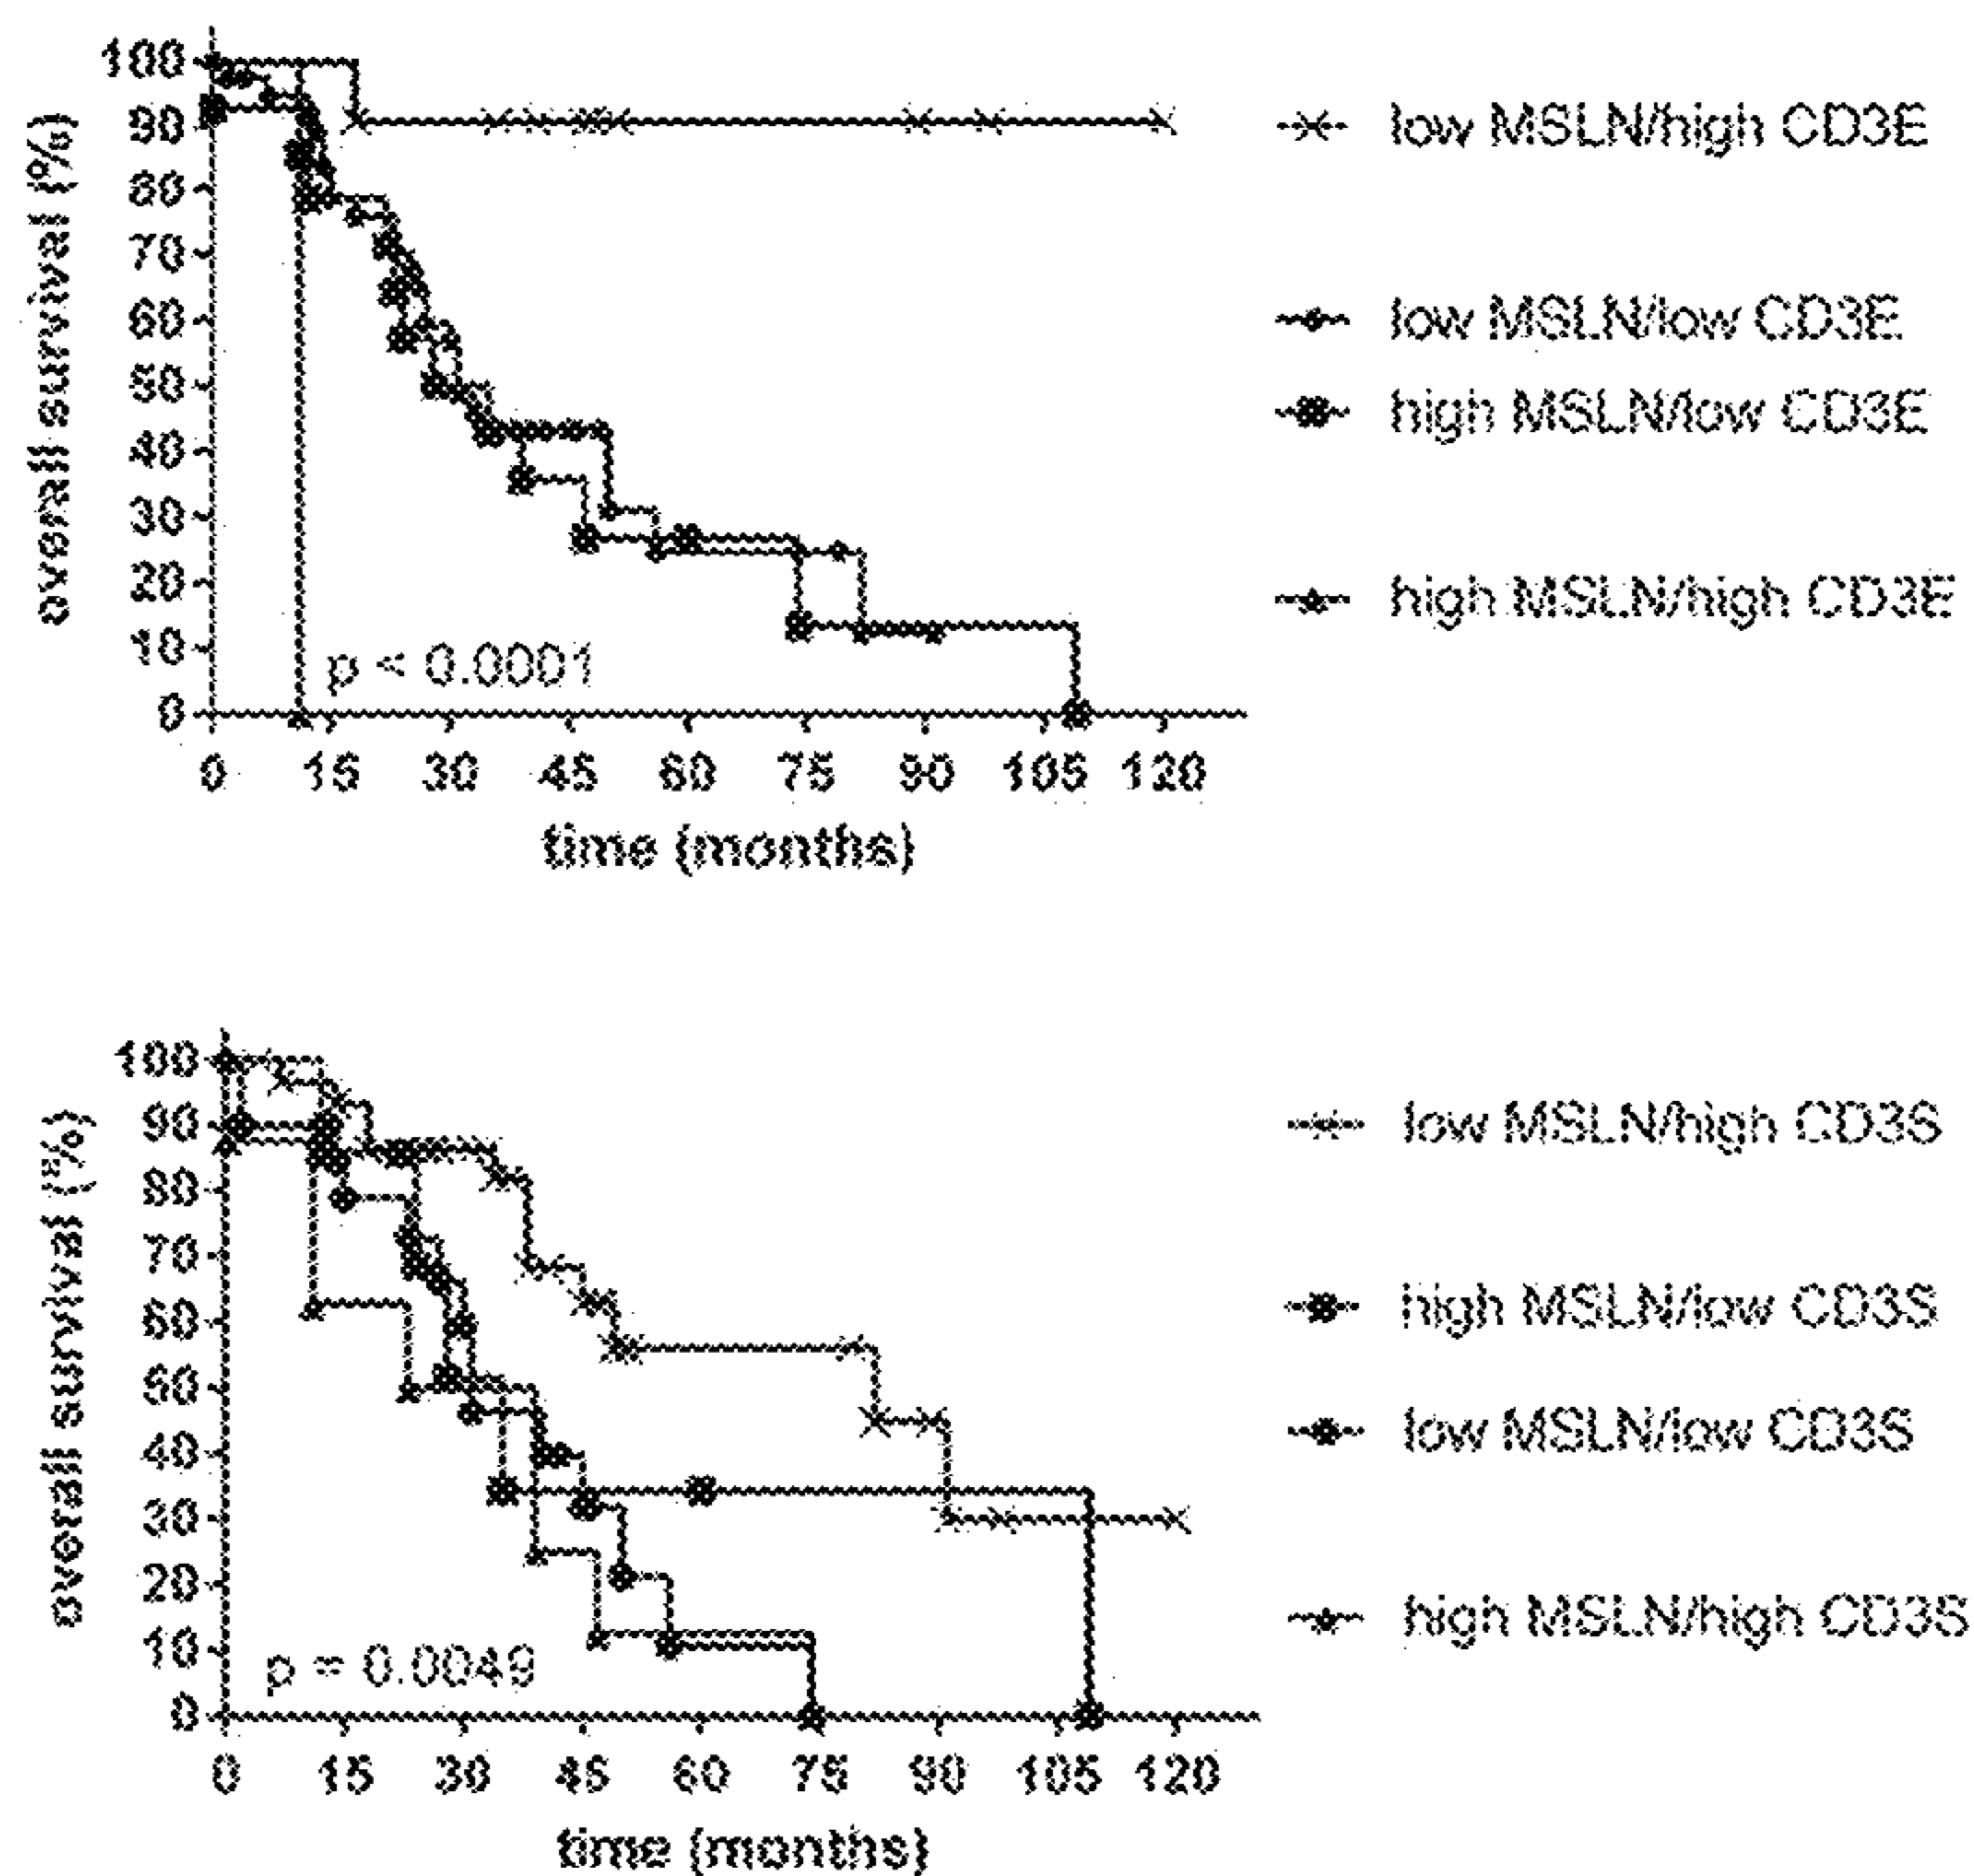 overall survival (%)
100
90
80
70
60
50
40
30
20
10
0
p < 0.0001
0 15 30 45 60 75 90 105 120
time (months)
low MSLN/high CD3E
low MSLN/low CD3E
high MSLN/low CD3E
high MSLN/high CD3E
overall survival (%)
100
90
80
70
60
50
40
30
20
10
0
p = 0.0049
0 15 30 45 60 75 90 105 120
time (months)
low MSLN/high CD3S
high MSLN/low CD3S
low MSLN/low CD3S
high MSLN/high CD3S